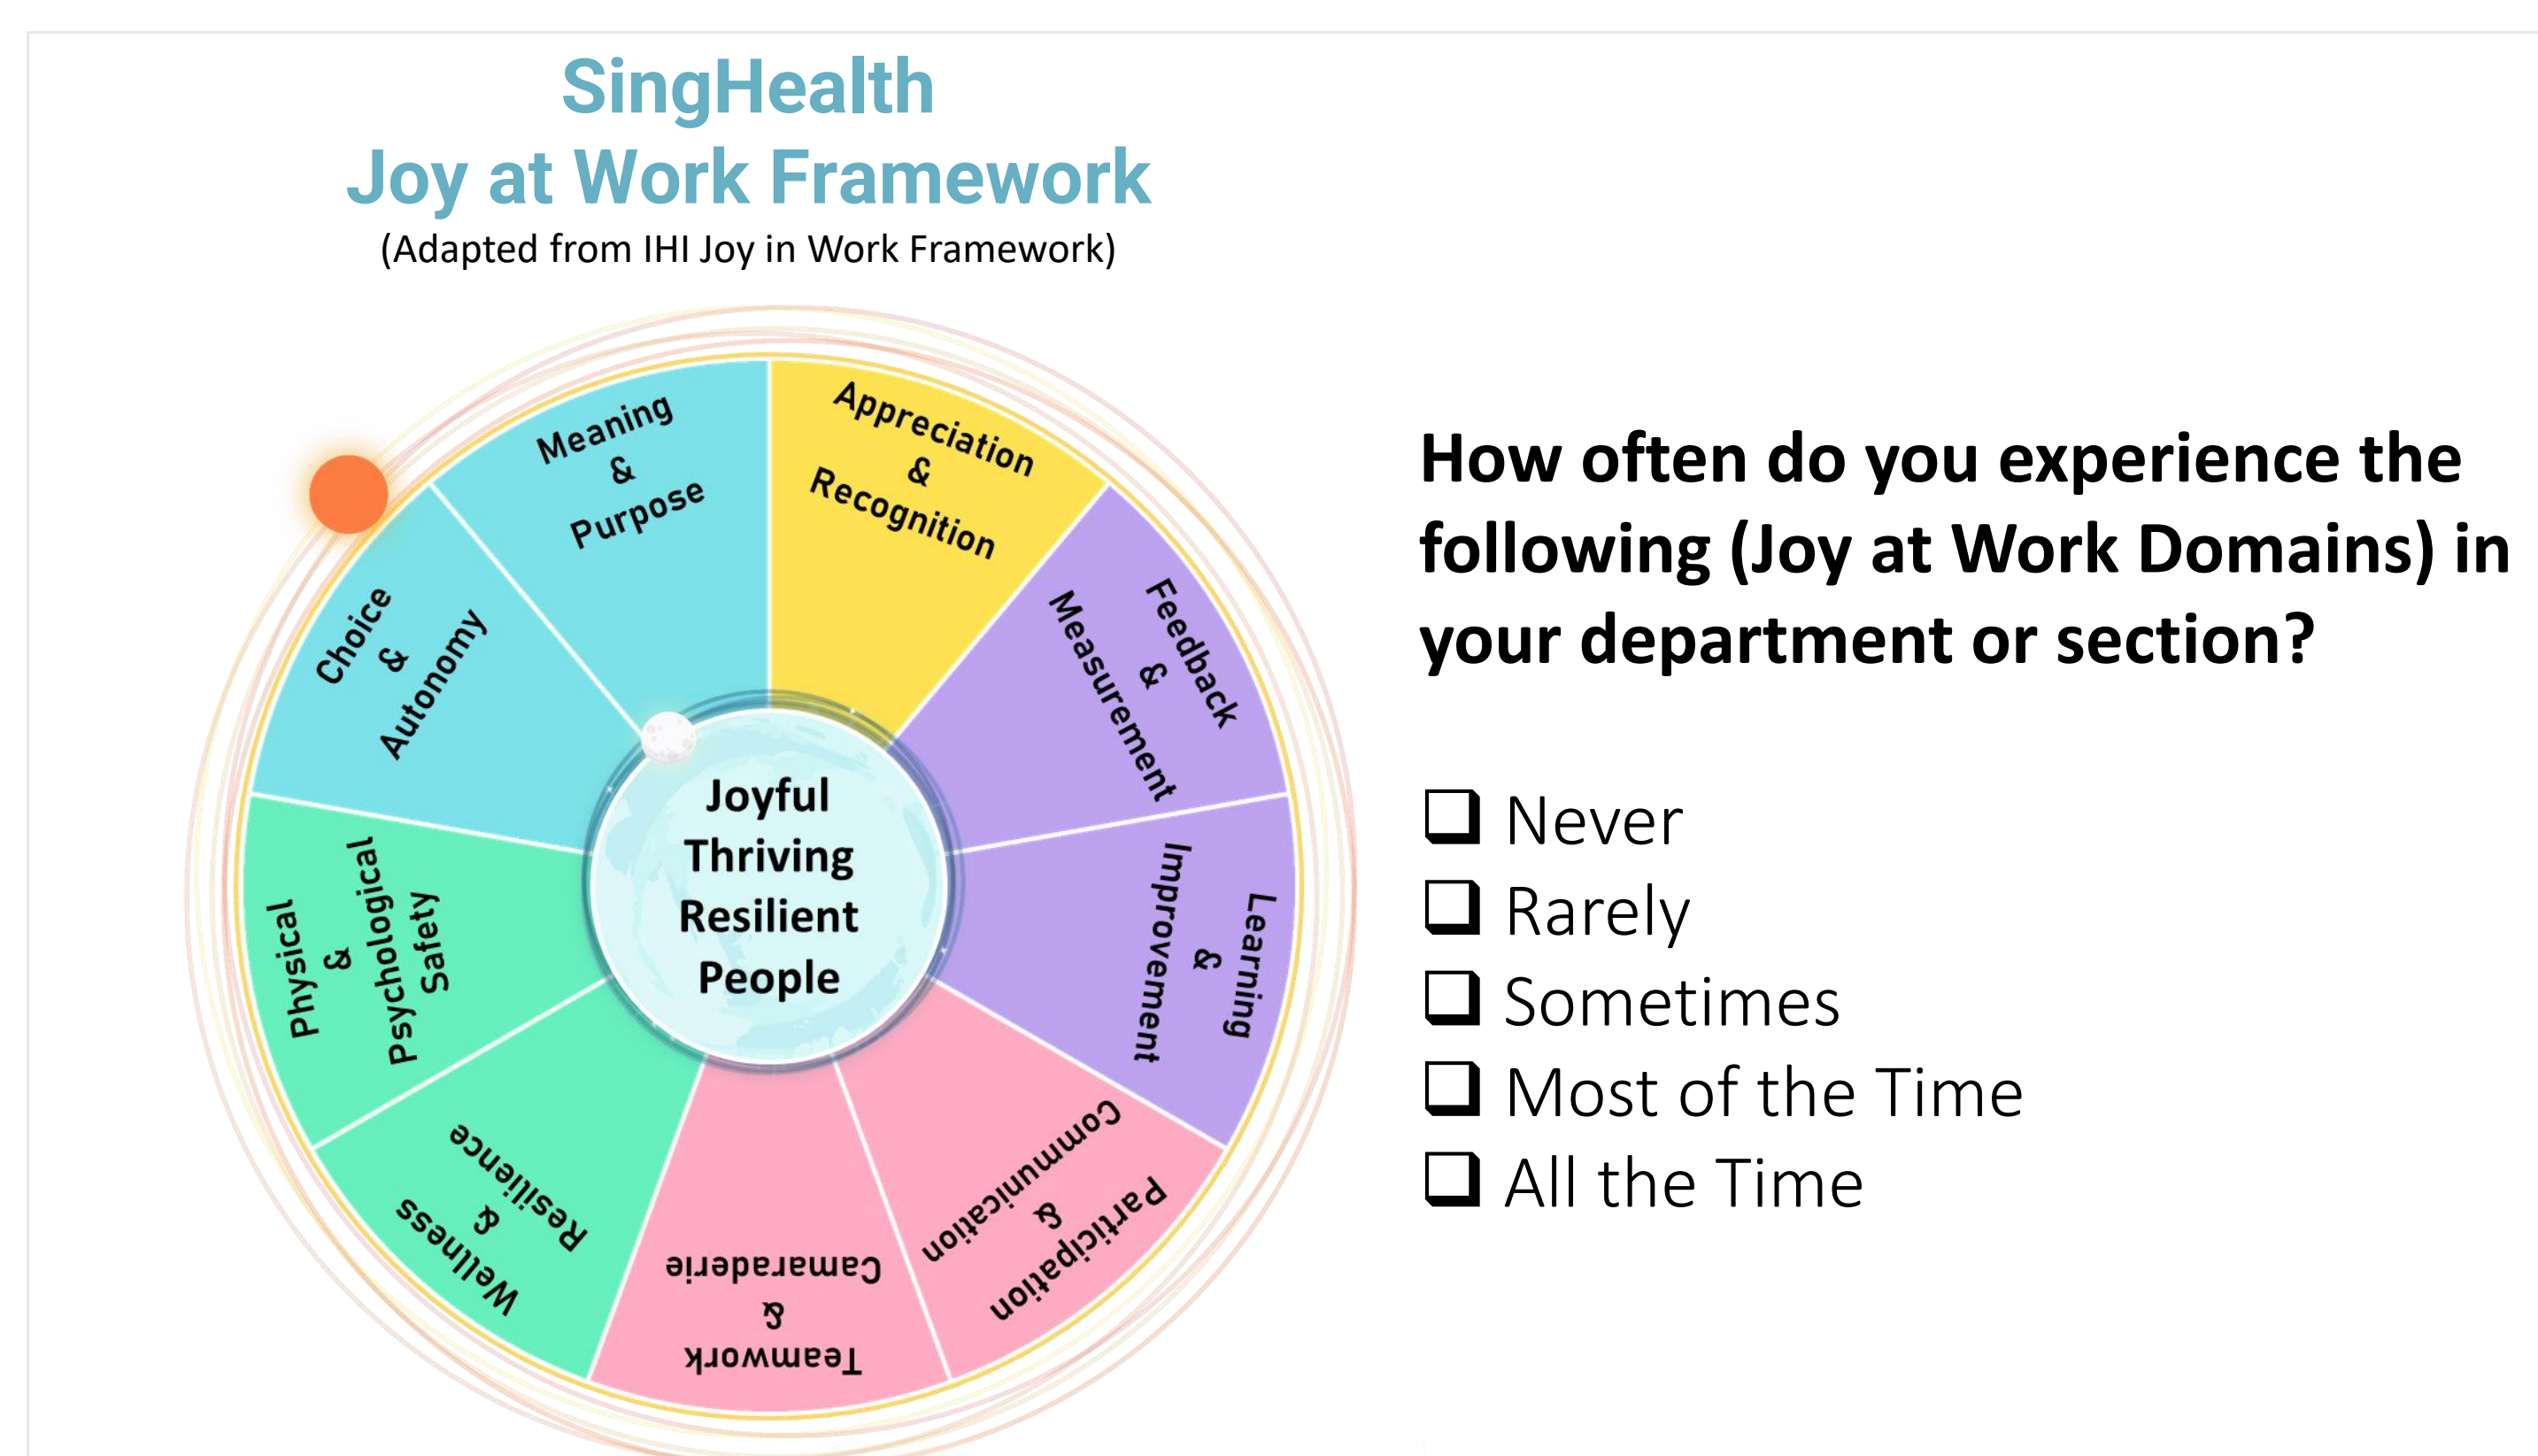 SingHealth
Joy at Work Framework
(Adapted from IHI Joy in Work Framework)
Meaning
&
Purpose
Appreciation
&
Recognition
Feedback
&
Measurement
Learning
&
Improvement
Participation
&
Communication
Teamwork
&
Camaraderie
Wellness
&
Resilience
Physical
&
Psychological
Safety
Choice
&
Autonomy
Joyful
Thriving
Resilient
People
How often do you experience the
following (Joy at Work Domains) in
your department or section?
❑ Never
❑ Rarely
❑ Sometimes
❑ Most of the Time
❑ All the Time